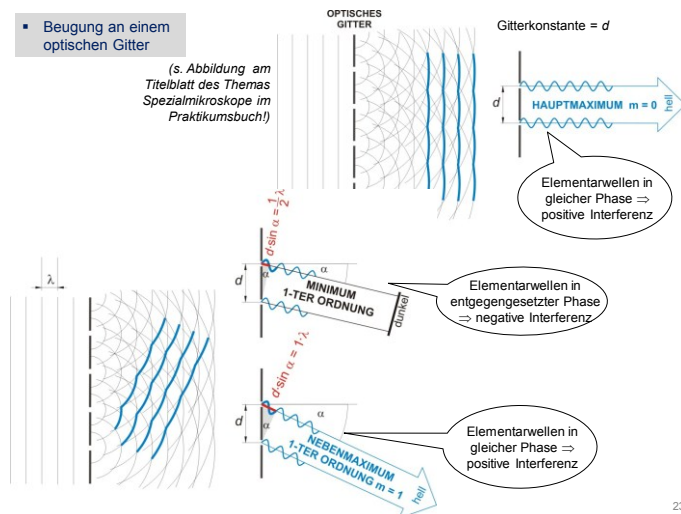 ▪ Beugung an einem
optischen Gitter
(s. Abbildung am
Titelblatt des Themas
Spezialmikroskope im
Praktikumsbuch!)
OPTISCHES
GITTER
Gitterkonstante = d
d
HAUPTMAXIMUM m = 0
hell
Elementarwellen in
gleicher Phase ⇒
positive Interferenz
λ
d·sin α = 1/2 λ
d
α
α
MINIMUM
1-TER ORDNUNG
dunkel
Elementarwellen in
entgegengesetzter Phase
⇒ negative Interferenz
d·sin α = 1·λ
d
α
α
NEBENMAXIMUM
1-TER ORDNUNG m = 1
hell
Elementarwellen in
gleicher Phase ⇒
positive Interferenz
23